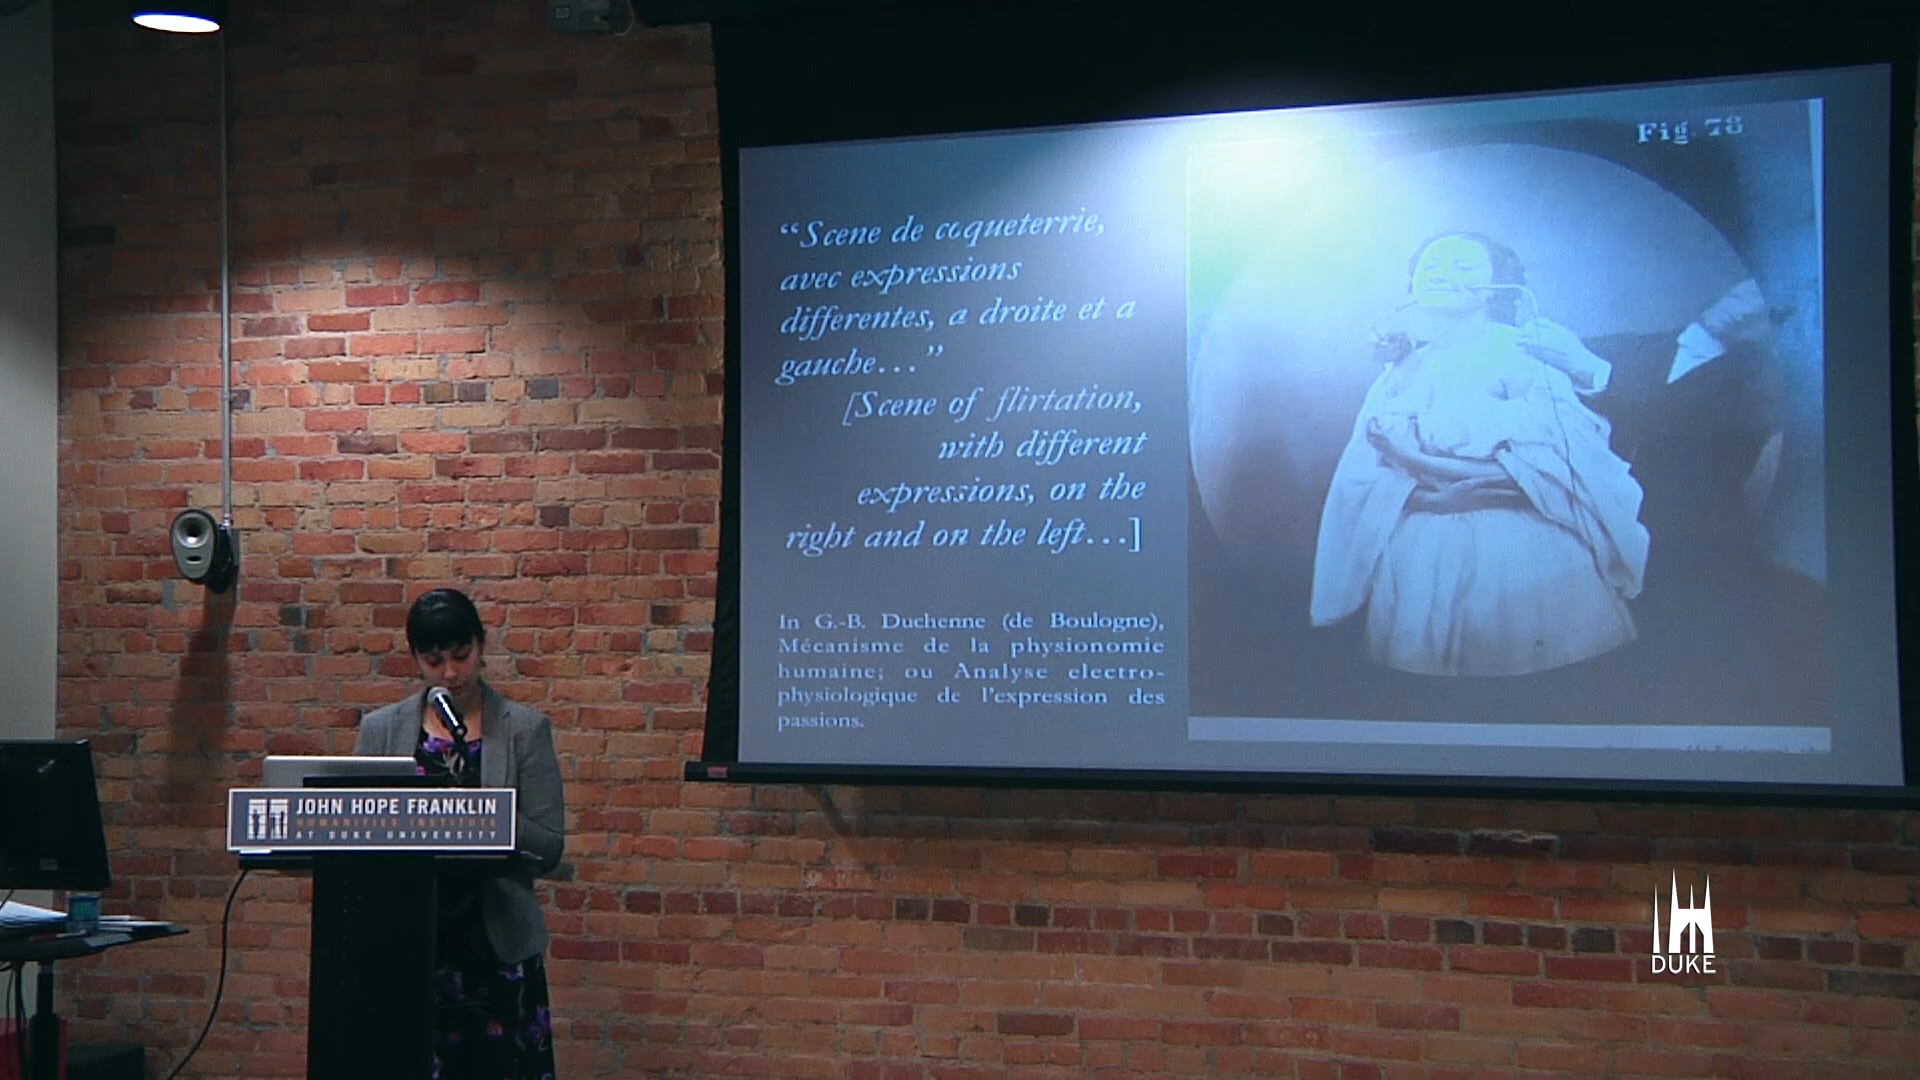 Fig. 78
“Scene de coqueterrie,
avec expressions
differentes, a droite et a
gauche…”
[Scene of flirtation,
with different
expressions, on the
right and on the left…]
In G.-B. Duchenne (de Boulogne),
Mécanisme de la physionomie
humaine; ou Analyse electro-
physiologique de l’expression des
passions.
JOHN HOPE FRANKLIN
HUMANITIES INSTITUTE
AT DUKE UNIVERSITY
DUKE